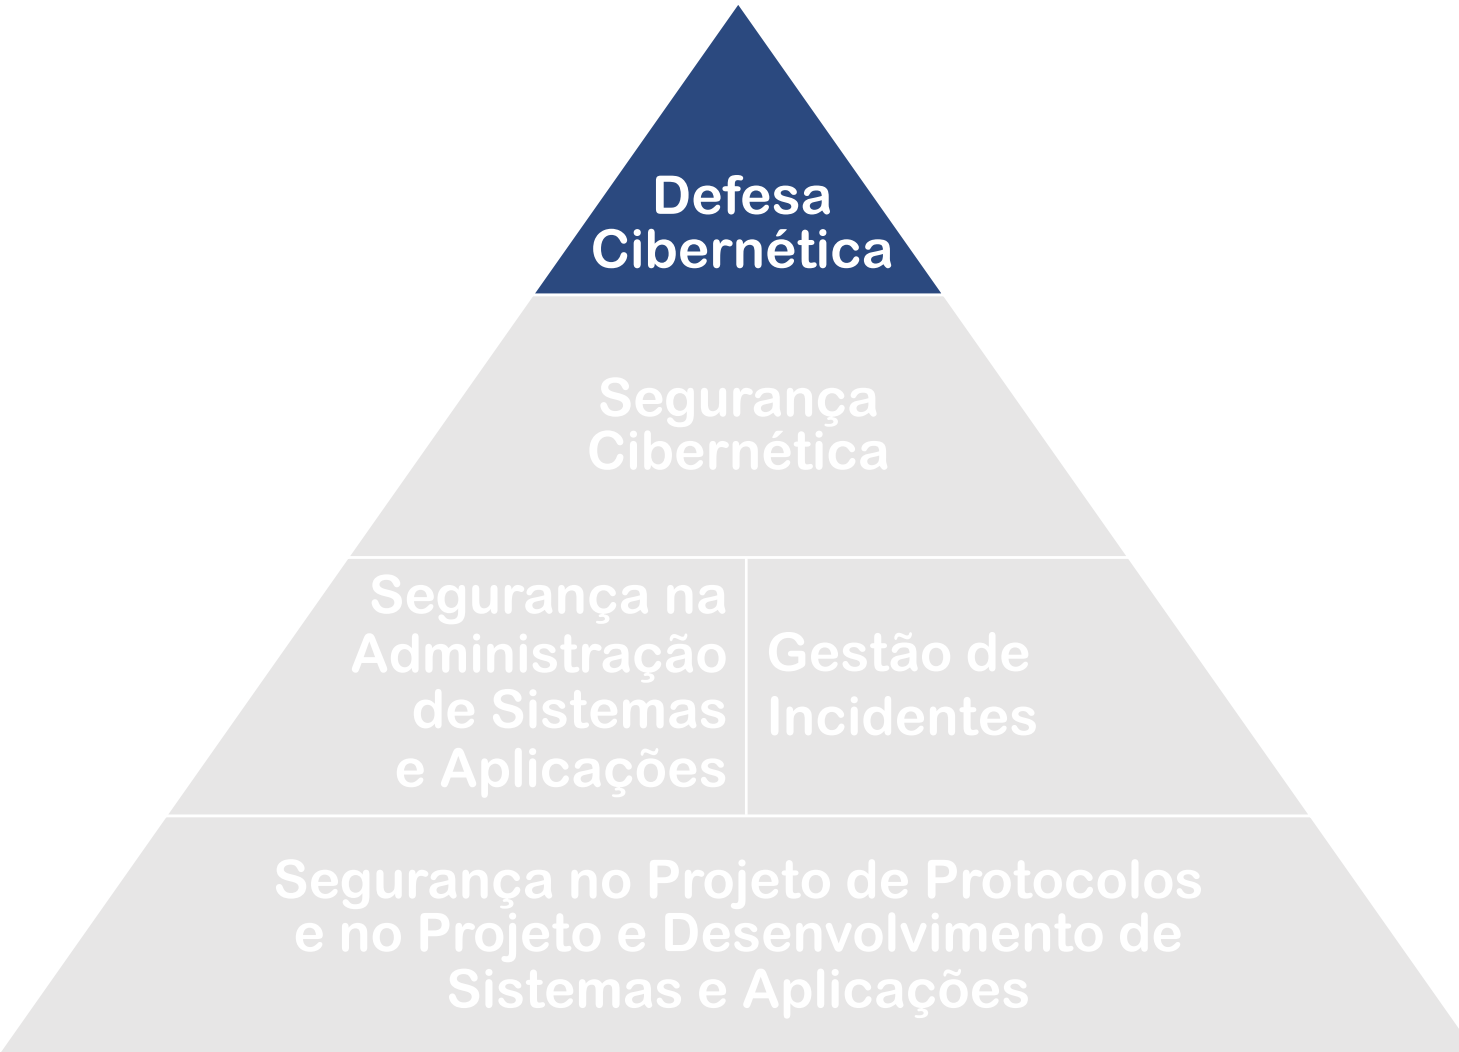 Defesa
Cibernética
Segurança
Cibernética
Segurança na
Administração
de Sistemas
e Aplicações
Gestão de
Incidentes
Segurança no Projeto de Protocolos
e no Projeto e Desenvolvimento de
Sistemas e Aplicações